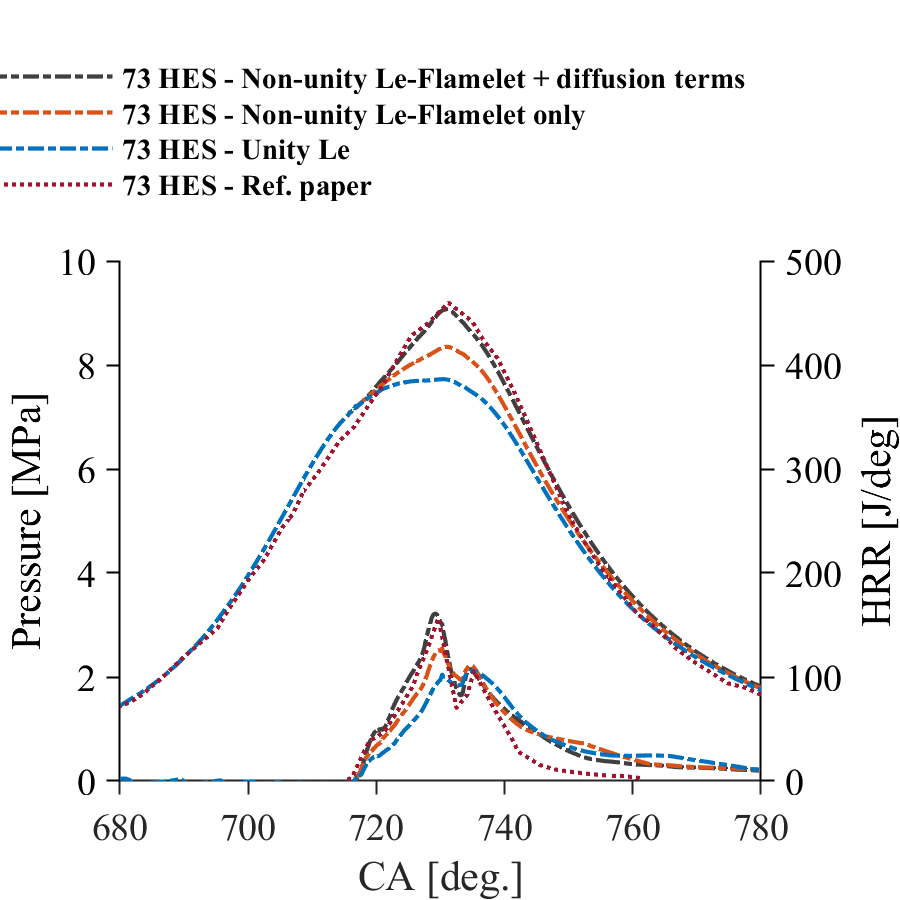 73 HES - Non-unity Le-Flamelet + diffusion terms
73 HES - Non-unity Le-Flamelet only
73 HES - Unity Le
73 HES - Ref. paper
10
8
6
4
2
0
Pressure [MPa]
500
400
300
200
100
0
HRR [J/deg]
680 700 720 740 760 780
CA [deg.]